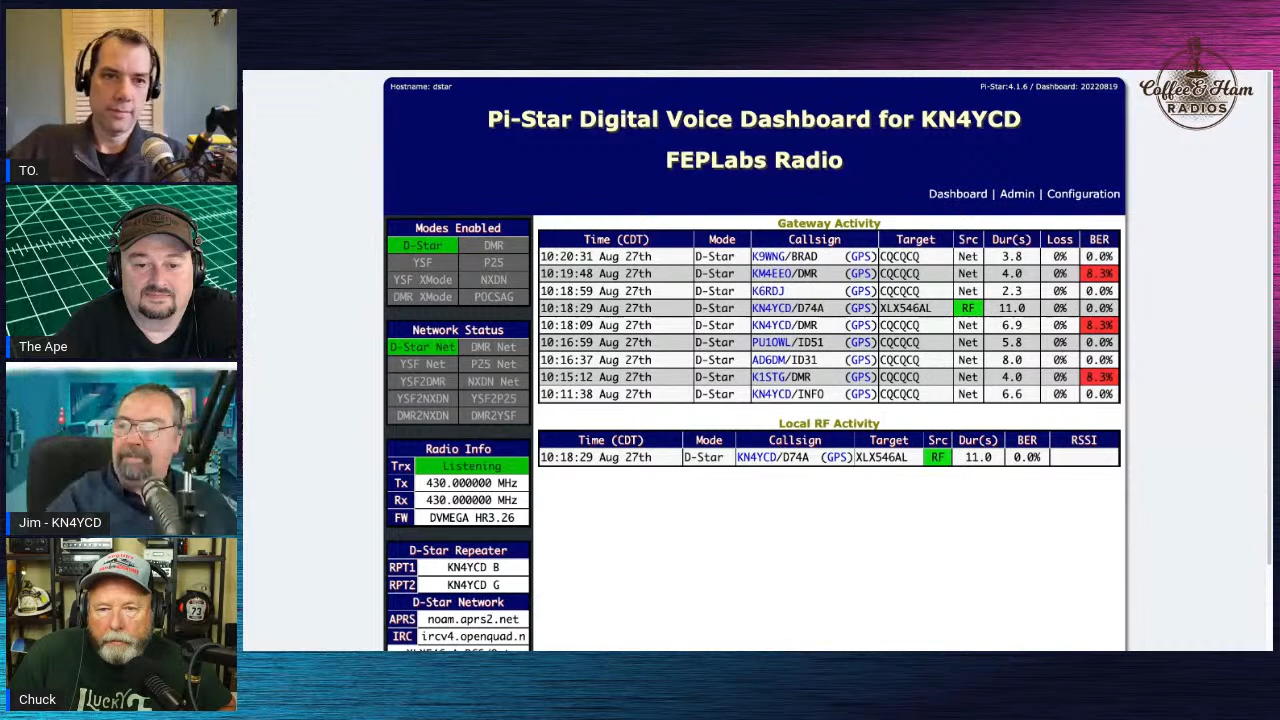 TO.
The Ape
Jim - KN4YCD
Chuck
LUCKY
73
Coffee & Ham
RADIOS
Hostname: dstar
Pi-Star:4.1.6 / Dashboard: 20220819
Pi-Star Digital Voice Dashboard for KN4YCD
FEPLabs Radio
Dashboard | Admin | Configuration
Modes Enabled
D-Star DMR
YSF P25
YSF XMode NXDN
DMR XMode POCSAG
Network Status
D-Star Net DMR Net
YSF Net P25 Net
YSF2DMR NXDN Net
YSF2NXDN YSF2P25
DMR2NXDN DMR2YSF
Radio Info
Trx Listening
Tx 430.000000 MHz
Rx 430.000000 MHz
FW DVMEGA HR3.26
D-Star Repeater
RPT1 KN4YCD B
RPT2 KN4YCD G
D-Star Network
APRS noam.aprs2.net
IRC ircv4.openquad.n
Gateway Activity
Time (CDT) Mode Callsign Target Src Dur(s) Loss BER
10:20:31 Aug 27th D-Star K9WNG/BRAD (GPS) CQCQCQ Net 3.8 0% 0.0%
10:19:48 Aug 27th D-Star KM4EEO/DMR (GPS) CQCQCQ Net 4.0 0% 8.3%
10:18:59 Aug 27th D-Star K6RDJ (GPS) CQCQCQ Net 2.3 0% 0.0%
10:18:29 Aug 27th D-Star KN4YCD/D74A (GPS) XLX546AL RF 11.0 0% 0.0%
10:18:09 Aug 27th D-Star KN4YCD/DMR (GPS) CQCQCQ Net 6.9 0% 8.3%
10:16:59 Aug 27th D-Star PU1OWL/ID51 (GPS) CQCQCQ Net 5.8 0% 0.0%
10:16:37 Aug 27th D-Star AD6DM/ID31 (GPS) CQCQCQ Net 8.0 0% 0.0%
10:15:12 Aug 27th D-Star K1STG/DMR (GPS) CQCQCQ Net 4.0 0% 8.3%
10:11:38 Aug 27th D-Star KN4YCD/INFO (GPS) CQCQCQ Net 6.6 0% 0.0%
Local RF Activity
Time (CDT) Mode Callsign Target Src Dur(s) BER RSSI
10:18:29 Aug 27th D-Star KN4YCD/D74A (GPS) XLX546AL RF 11.0 0.0%